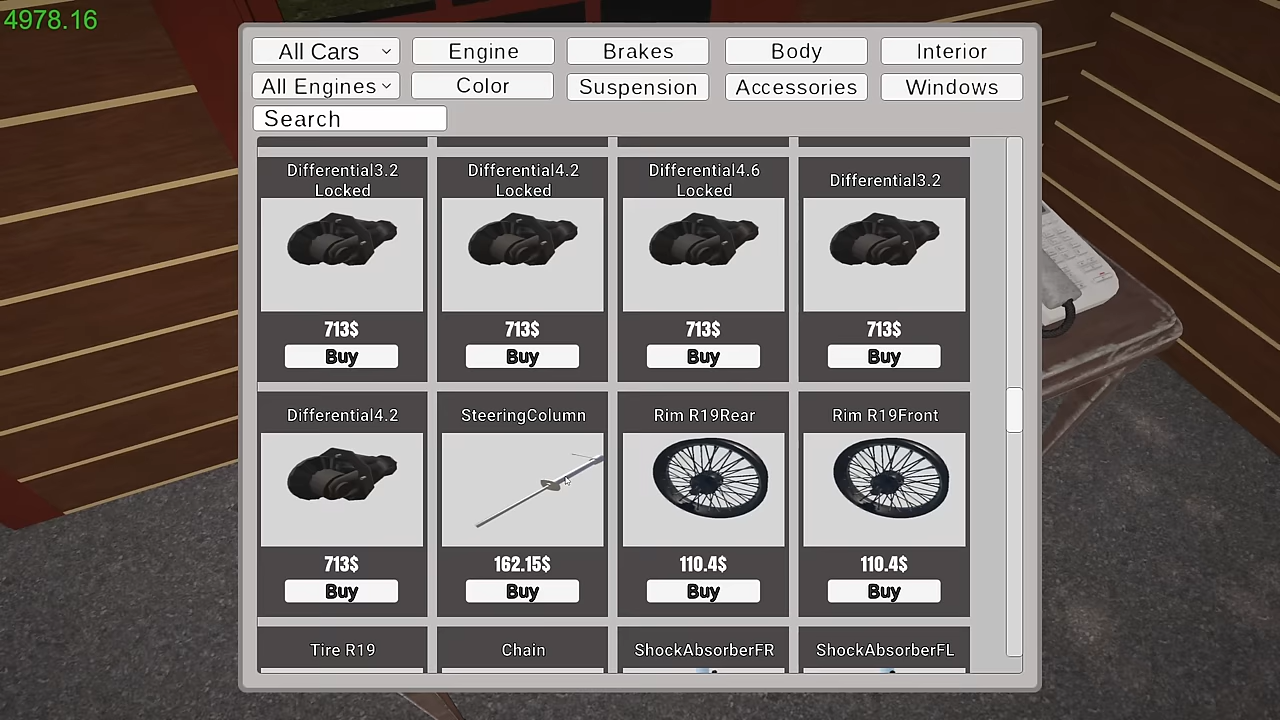 4978.16
All Cars
Engine
Brakes
Body
Interior
All Engines
Color
Suspension
Accessories
Windows
Search
Differential3.2
Locked
Differential4.2
Locked
Differential4.6
Locked
Differential3.2
713$
713$
713$
713$
Buy
Buy
Buy
Buy
Differential4.2
SteeringColumn
Rim R19Rear
Rim R19Front
713$
162.15$
110.4$
110.4$
Buy
Buy
Buy
Buy
Tire R19
Chain
ShockAbsorberFR
ShockAbsorberFL